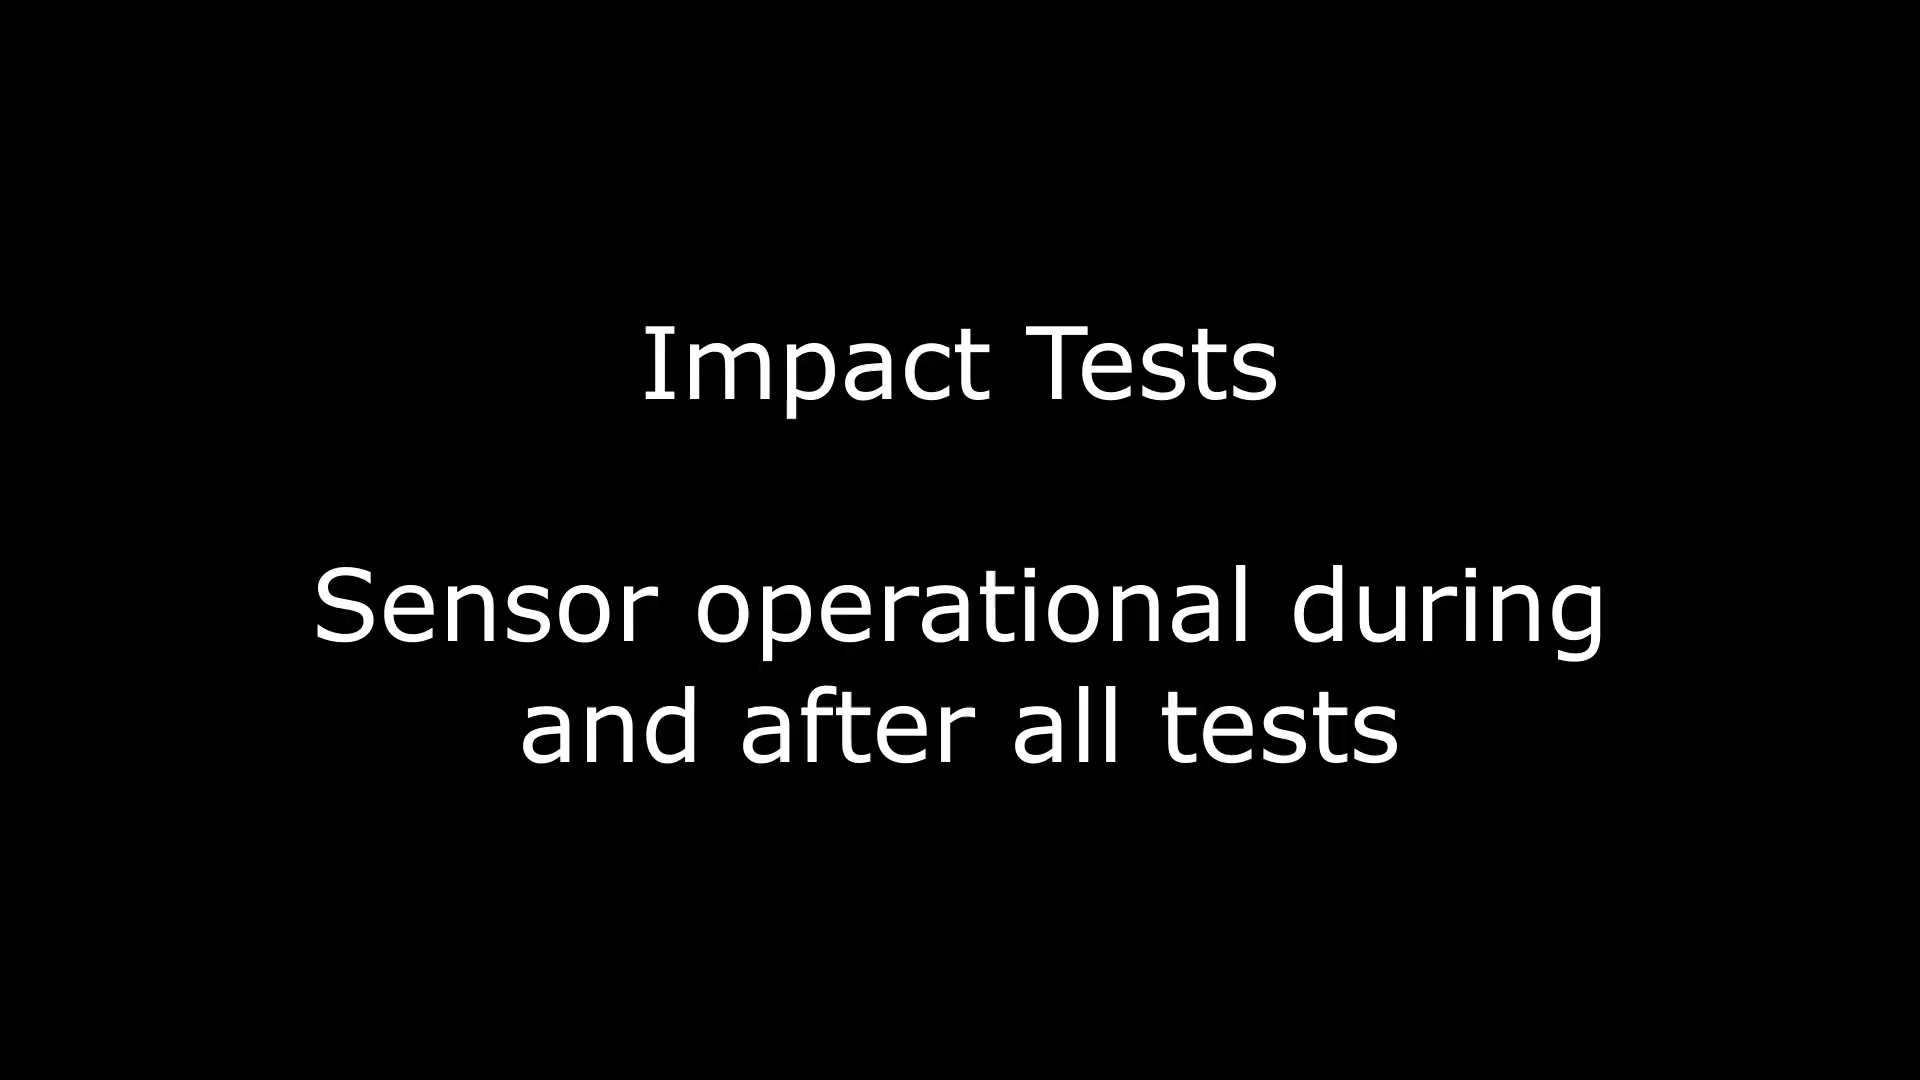 Impact Tests
Sensor operational during
and after all tests